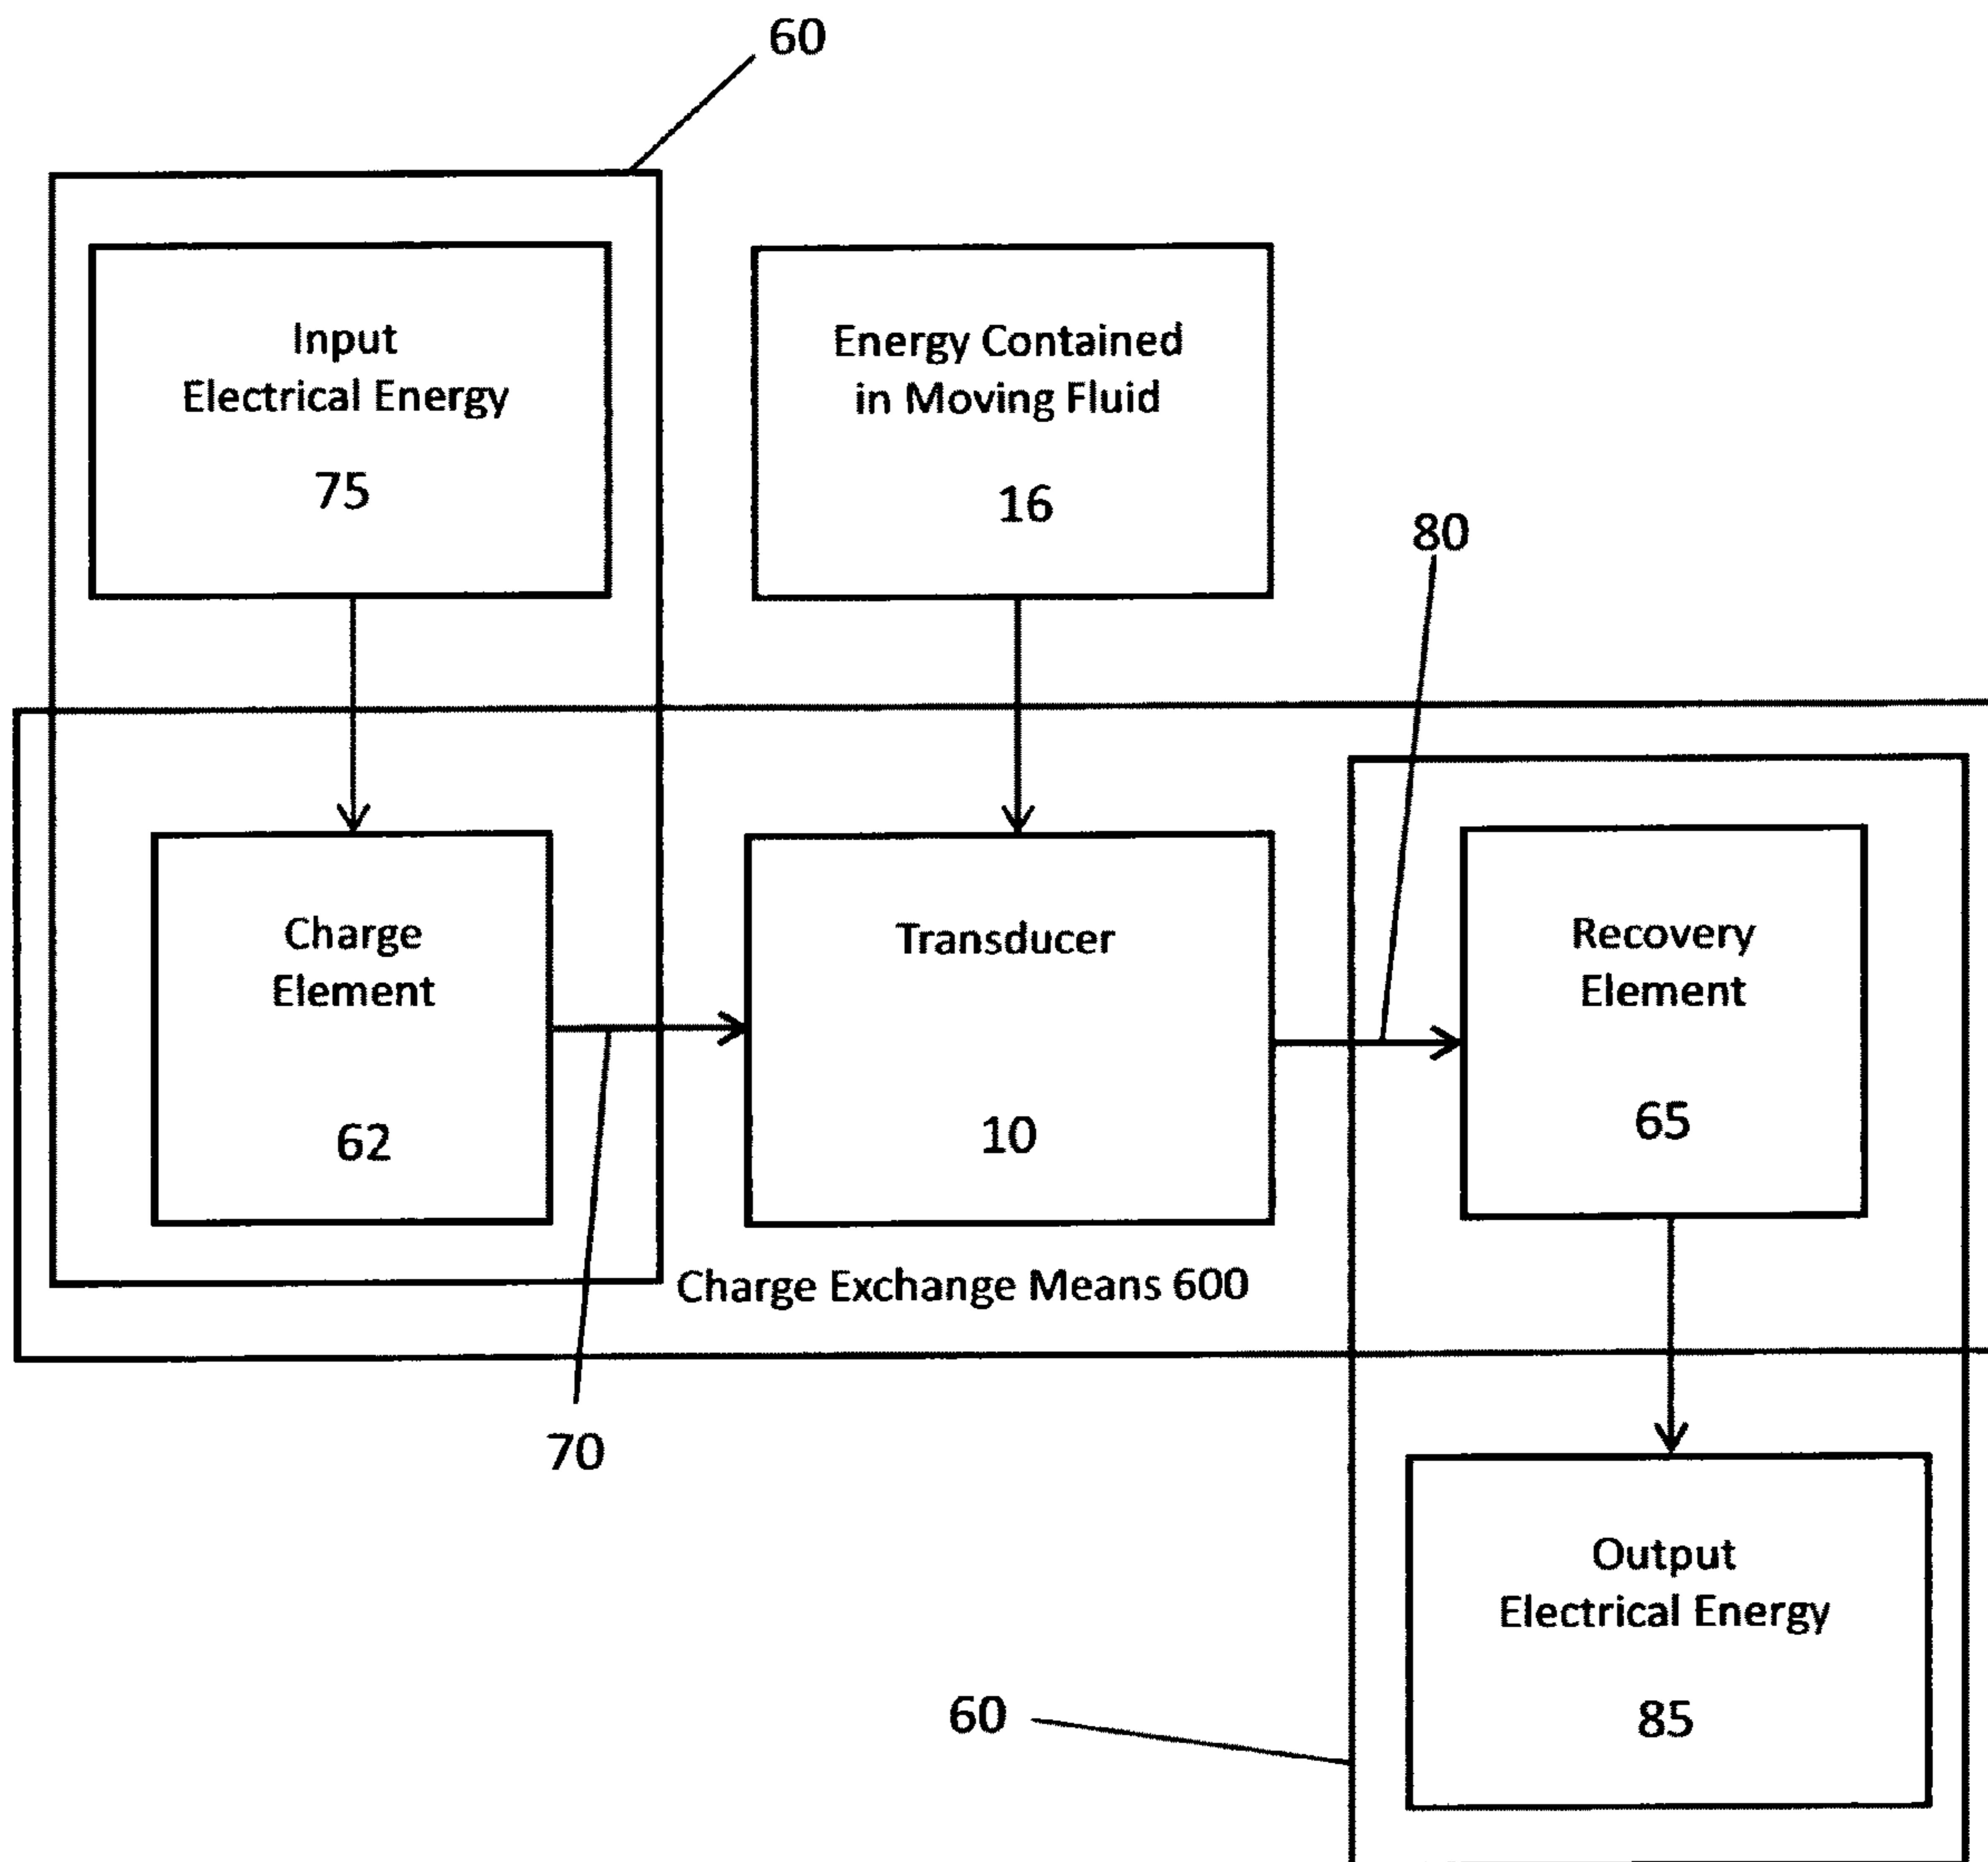 60
Input
Electrical Energy
75
Energy Contained
in Moving Fluid
16
80
Charge
Element
62
Transducer
10
Recovery
Element
65
Charge Exchange Means 600
70
Output
Electrical Energy
85
60